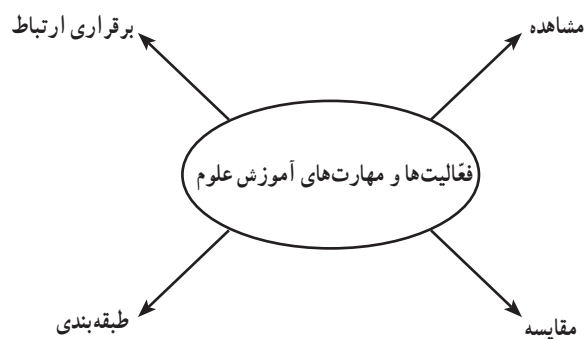 مشاهده
برقراری ارتباط
فعّالیت‌ها و مهارت‌های آموزش علوم
مقایسه
طبقه‌بندی